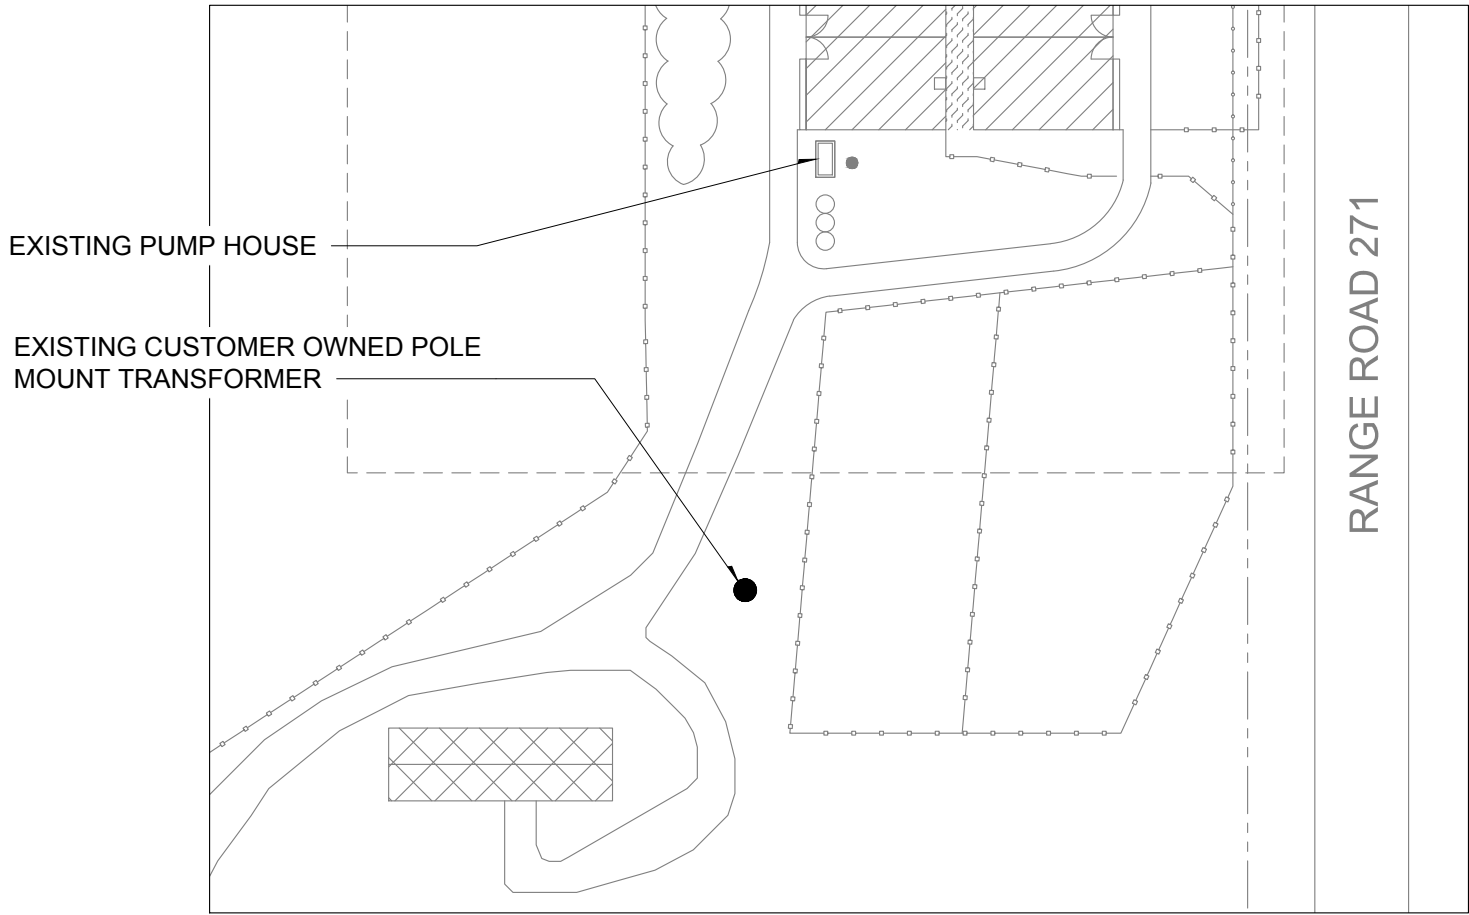 EXISTING PUMP HOUSE
EXISTING CUSTOMER OWNED POLE
MOUNT TRANSFORMER
RANGE ROAD 271